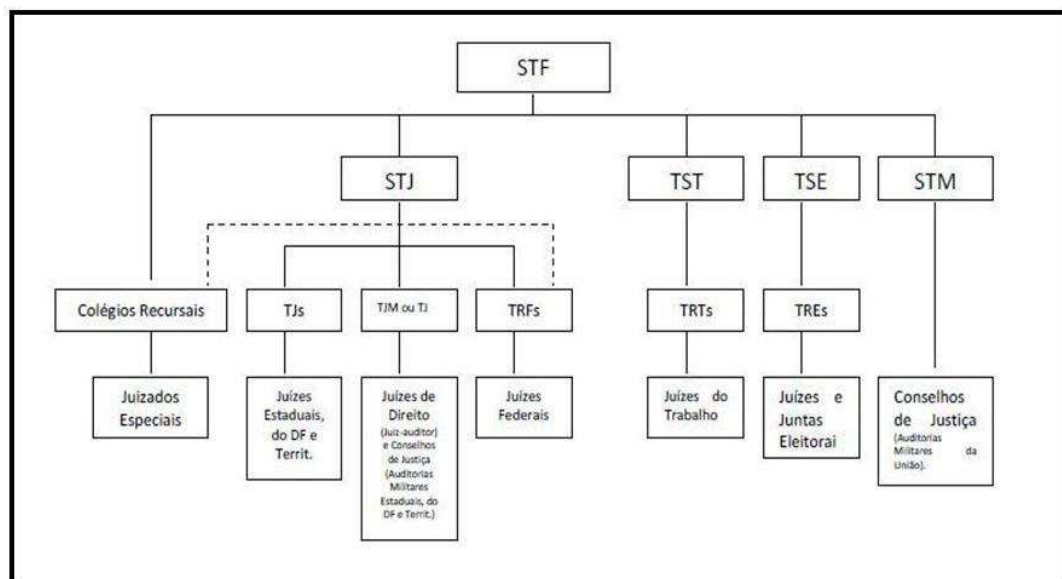 STF
STJ
TST
TSE
STM
Colégios Recursais
TJs
TJM ou TJ
TRFs
TRTs
TREs
Juizados
Especiais
Juízes
Estaduais,
do DF e
Territ.
Juízes de
Direito
(Juiz-auditor)
e Conselhos
de Justiça
(Auditorias
Militares
Estaduais, do
DF e Territ.)
Juízes
Federais
Juízes do
Trabalho
Juízes e
Juntas
Eleitorai
Conselhos
de Justiça
(Auditorias
Militares da
União).